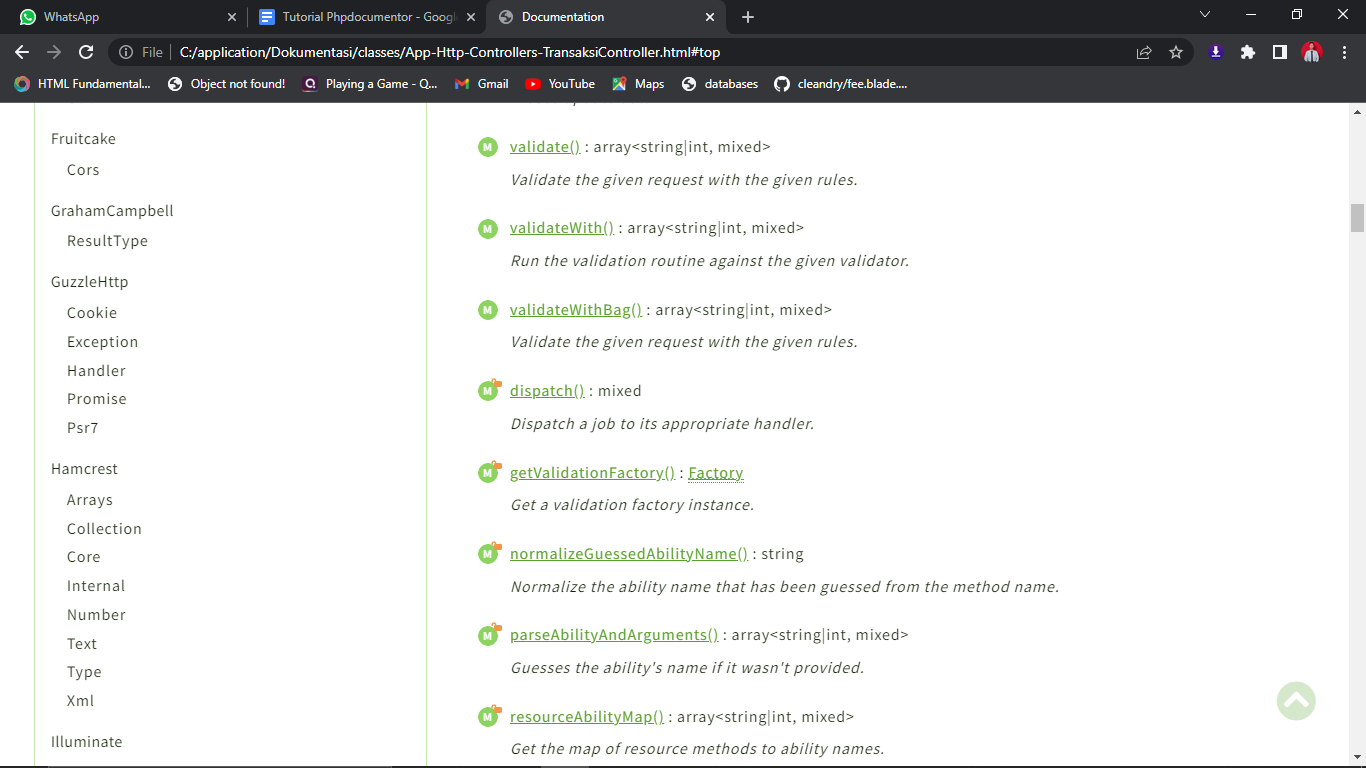 WhatsApp
Tutorial Phpdocumentor - Google
Documentation
File
C:/application/Dokumentasi/classes/App-Http-Controllers-TransaksiController.html#top
HTML Fundamental...
Object not found!
Playing a Game - Q...
Gmail
YouTube
Maps
databases
cleandry/fee.blade....
Fruitcake
Cors
GrahamCampbell
ResultType
GuzzleHttp
Cookie
Exception
Handler
Promise
Psr7
Hamcrest
Arrays
Collection
Core
Internal
Number
Text
Type
Xml
Illuminate
M validate() : array<string|int, mixed>
Validate the given request with the given rules.
M validateWith() : array<string|int, mixed>
Run the validation routine against the given validator.
M validateWithBag() : array<string|int, mixed>
Validate the given request with the given rules.
M dispatch() : mixed
Dispatch a job to its appropriate handler.
M getValidationFactory() : Factory
Get a validation factory instance.
M normalizeGuessedAbilityName() : string
Normalize the ability name that has been guessed from the method name.
M parseAbilityAndArguments() : array<string|int, mixed>
Guesses the ability's name if it wasn't provided.
M resourceAbilityMap() : array<string|int, mixed>
Get the map of resource methods to ability names.